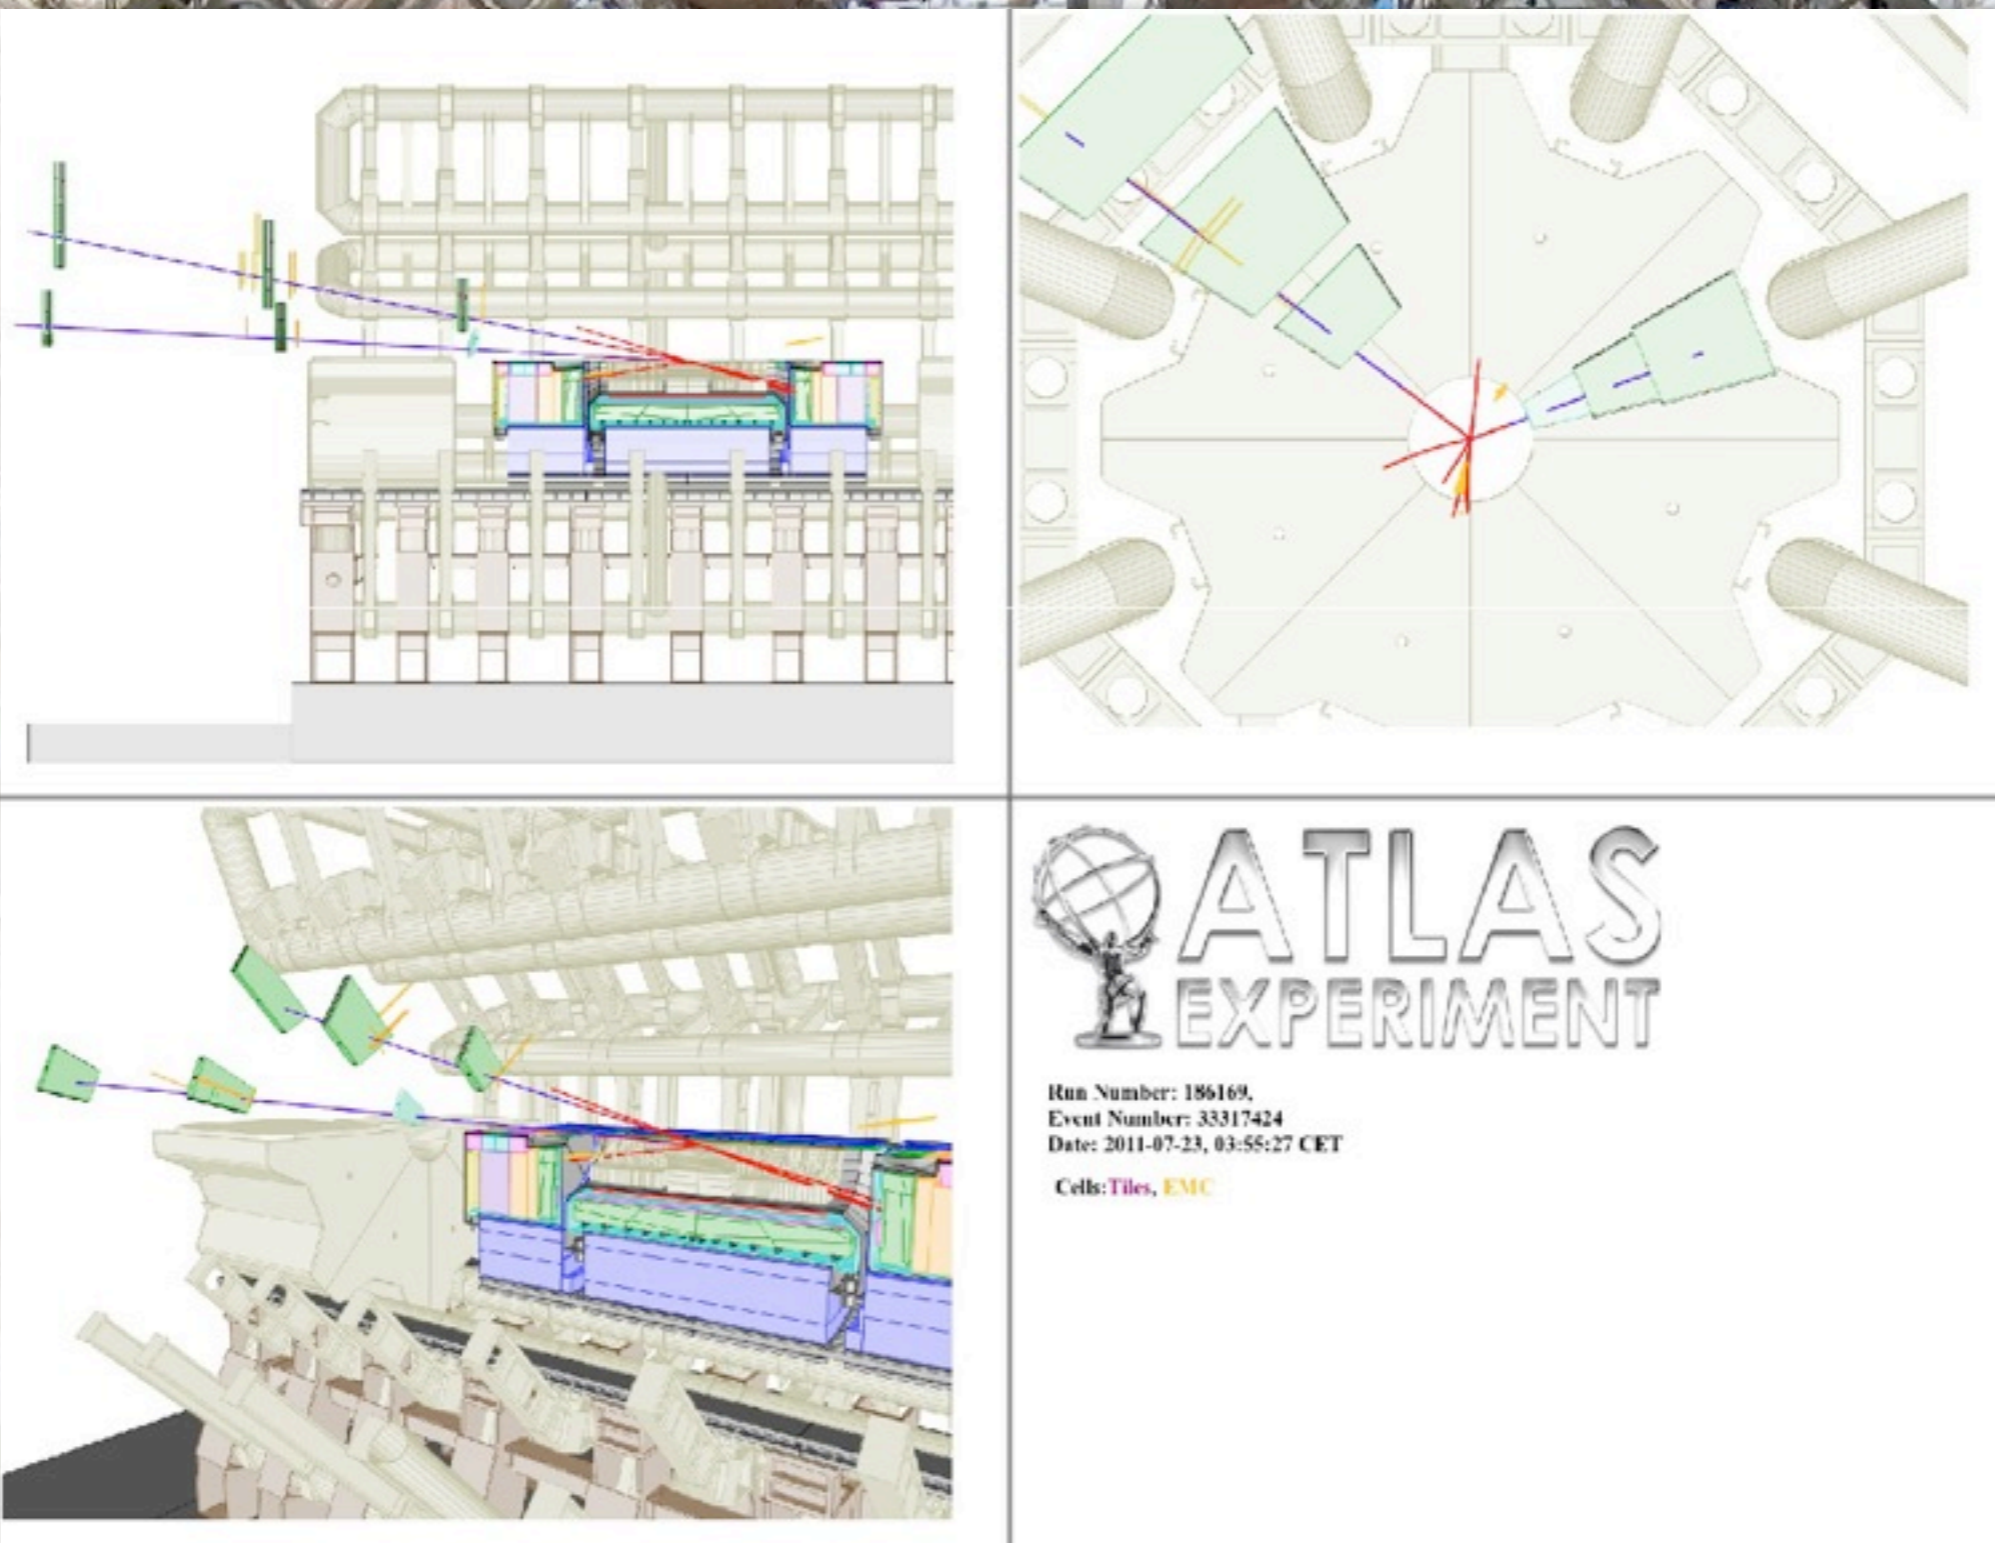 ATLAS
EXPERIMENT
Run Number: 186169,
Event Number: 33317424
Date: 2011-07-23, 03:55:27 CET
Cells:Tiles, EMC